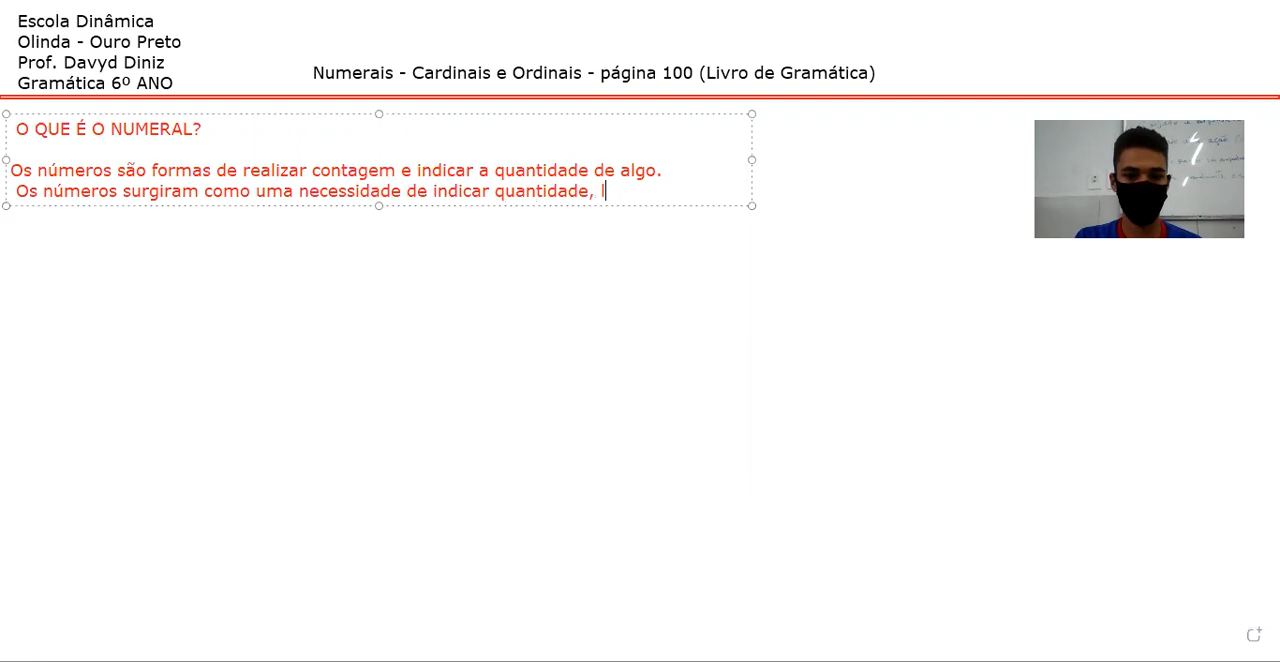 Escola Dinâmica
Olinda - Ouro Preto
Prof. Davyd Diniz
Gramática 6º ANO
Numerais - Cardinais e Ordinais - página 100 (Livro de Gramática)
O QUE É O NUMERAL?
Os números são formas de realizar contagem e indicar a quantidade de algo.
Os números surgiram como uma necessidade de indicar quantidade, l